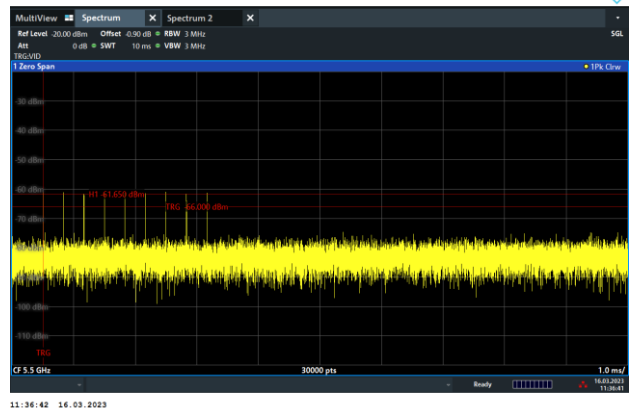 MultiView Spectrum X Spectrum 2 X
Ref Level -20.00 dBm Offset -0.90 dB RBW 3 MHz SGL
Att 0 dB SWT 10 ms VBW 3 MHz
TRG:VID
1 Zero Span 1Pk Clrw
-30 dBm
-40 dBm
-50 dBm
-60 dBm
H1 -61.650 dBm
TRG -66.000 dBm
-70 dBm
-100 dBm
-110 dBm
TRG
CF 5.5 GHz 30000 pts 1.0 ms/
Ready 16.03.2023
11:36:41
11:36:42 16.03.2023